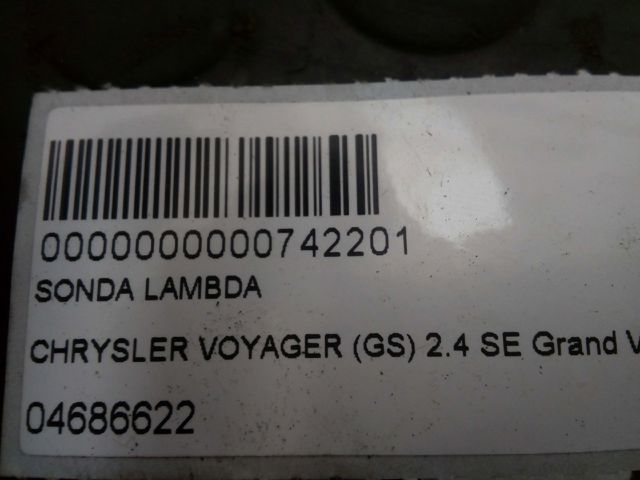 0000000000742201
SONDA LAMBDA
CHRYSLER VOYAGER (GS) 2.4 SE Grand V
04686622